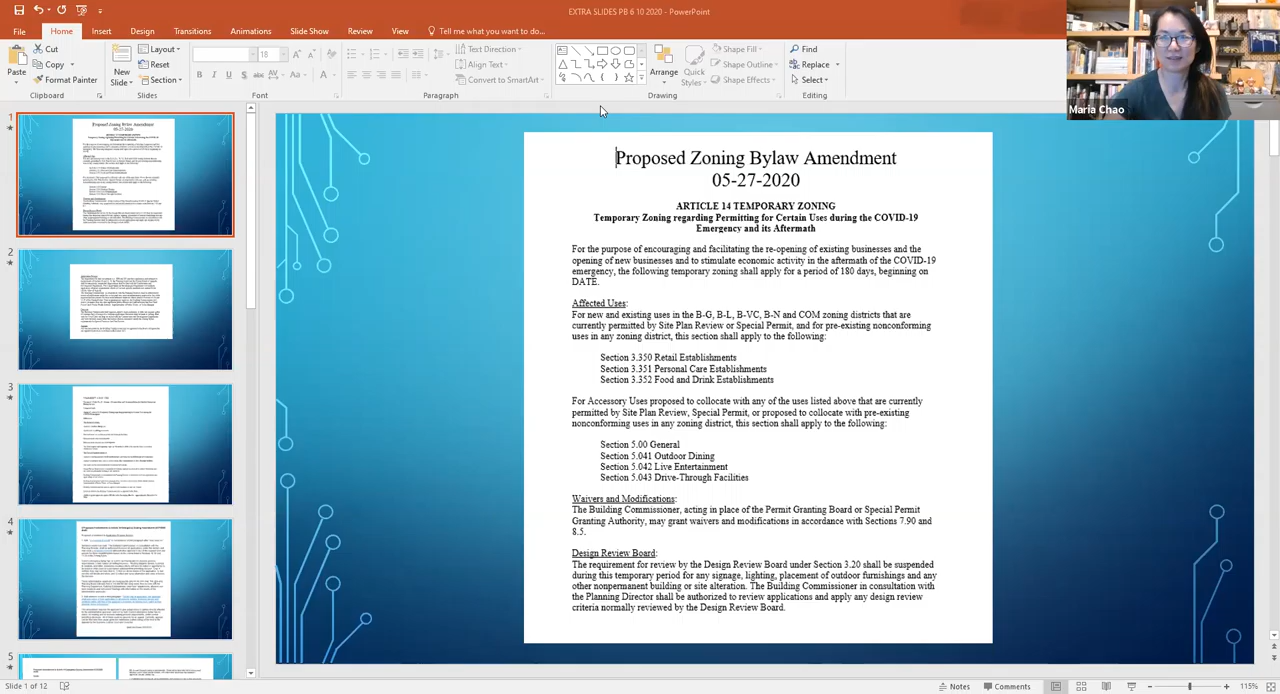 EXTRA SLIDES PB 6 10 2020 - PowerPoint
File Home Insert Design Transitions Animations Slide Show Review View Tell me what you want to do...
Paste Cut Copy Format Painter
Clipboard
New Slide Layout Reset Section
Slides
18
Font
Text Direction Align Text Convert to SmartArt
Paragraph
Arrange Quick Styles Shape Fill Shape Outline Shape Effects
Drawing
Find Replace Select
Editing
Maria Chao
1
2
3
4
5
Proposed Zoning Bylaw Amendment
05-27-2020
ARTICLE 14 TEMPORARY ZONING
Temporary Zoning regarding Permitting for Certain Uses during the COVID-19
Emergency and its Aftermath
For the purpose of encouraging and facilitating the re-opening of existing businesses and the
opening of new businesses and to stimulate economic activity in the aftermath of the COVID-19
emergency, the following temporary zoning shall apply for a period of 180 days, beginning on
DATE.
Affected Uses:
For new and existing uses in the B-G, B-L, B-VC, B-N and COM zoning districts that are
currently permitted by Site Plan Review or Special Permit, and for pre-existing nonconforming
uses in any zoning district, this section shall apply to the following:
Section 3.350 Retail Establishments
Section 3.351 Personal Care Establishments
Section 3.352 Food and Drink Establishments
For Accessory Uses proposed to collocate with any of the uses listed above that are currently
permitted by Site Plan Review, Special Permit, or proposed to collocate with pre-existing
nonconforming uses in any zoning district, this section shall apply to the following:
Section 5.00 General
Section 5.041 Outdoor Dining
Section 5.042 Live Entertainment
Section 5.043 Drive-Through Facilities
Waivers and Modifications:
The Building Commissioner, acting in place of the Permit Granting Board or Special Permit
Granting Authority, may grant waivers and modifications in accordance with Sections 7.90 and
8.5.
Design Review Board:
The requirement for review by the Design Review Board under Section 3.20 shall be suspended
during this temporary period for any signage, lighting, placement of outdoor furnishings and any
other non-permanent building or site alteration. The Building Commissioner in consultation with
the Planning Director shall be authorized to review applications and apply any design review
criteria normally reviewed by the Design Review Board.
Slide 1 of 12
Notes Comments 115%